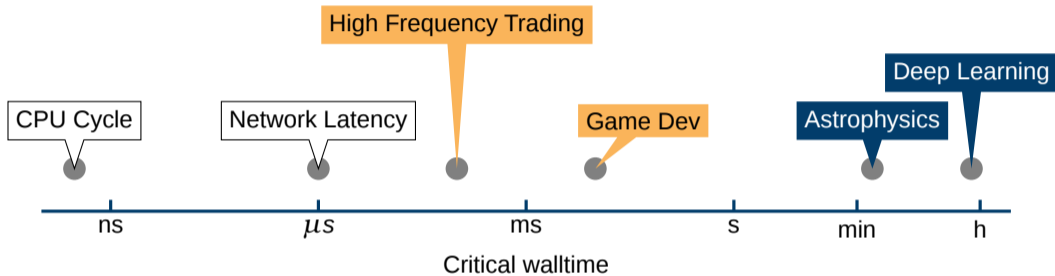 High Frequency Trading
Deep Learning
CPU Cycle
Network Latency
Game Dev
Astrophysics
ns
μs
ms
s
min
h
Critical walltime